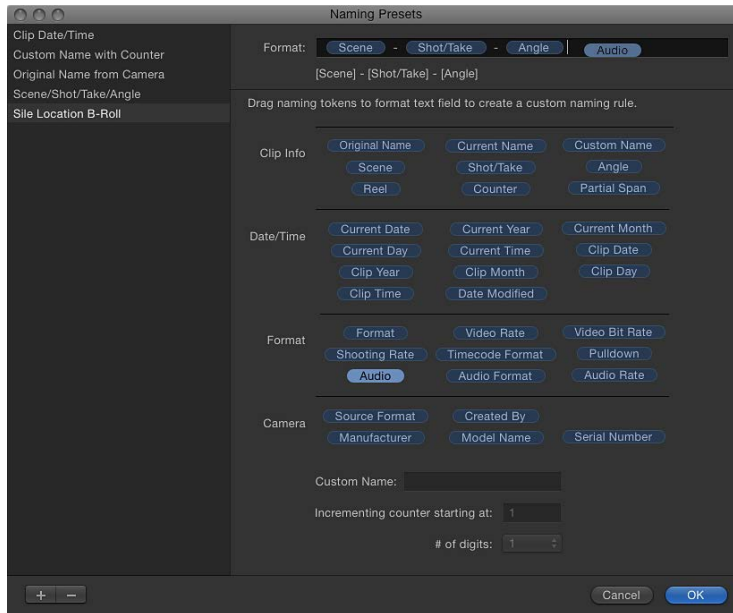 Naming Presets
Clip Date/Time
Custom Name with Counter
Original Name from Camera
Scene/Shot/Take/Angle
Sile Location B-Roll
Format: Scene - Shot/Take - Angle Audio
[Scene] - [Shot/Take] - [Angle]
Drag naming tokens to format text field to create a custom naming rule.
Clip Info
Original Name Current Name Custom Name
Scene Shot/Take Angle
Reel Counter Partial Span
Date/Time
Current Date Current Year Current Month
Current Day Current Time Clip Date
Clip Year Clip Month Clip Day
Clip Time Date Modified
Format
Format Video Rate Video Bit Rate
Shooting Rate Timecode Format Pulldown
Audio Audio Format Audio Rate
Camera
Source Format Created By
Manufacturer Model Name Serial Number
Custom Name:
Incrementing counter starting at: 1
# of digits: 1
+ − Cancel OK